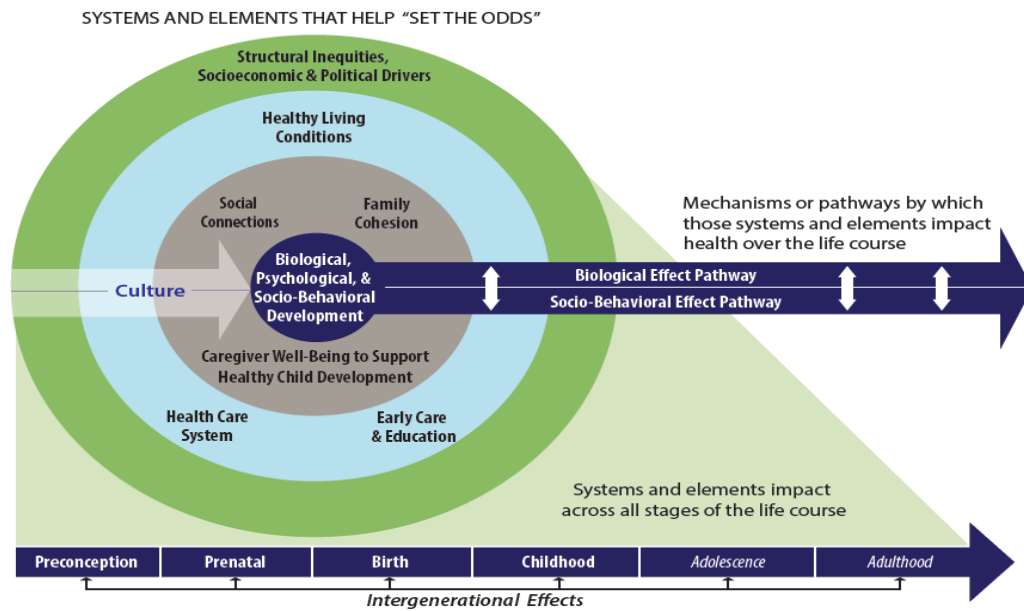 SYSTEMS AND ELEMENTS THAT HELP “SET THE ODDS”
Structural Inequities,
Socioeconomic & Political Drivers
Healthy Living
Conditions
Social
Connections
Family
Cohesion
Mechanisms or pathways by which
those systems and elements impact
health over the life course
Culture
Biological,
Psychological, &
Socio-Behavioral
Development
Biological Effect Pathway
Socio-Behavioral Effect Pathway
Caregiver Well-Being to Support
Healthy Child Development
Health Care
System
Early Care
& Education
Systems and elements impact
across all stages of the life course
Preconception
Prenatal
Birth
Childhood
Adolescence
Adulthood
Intergenerational Effects